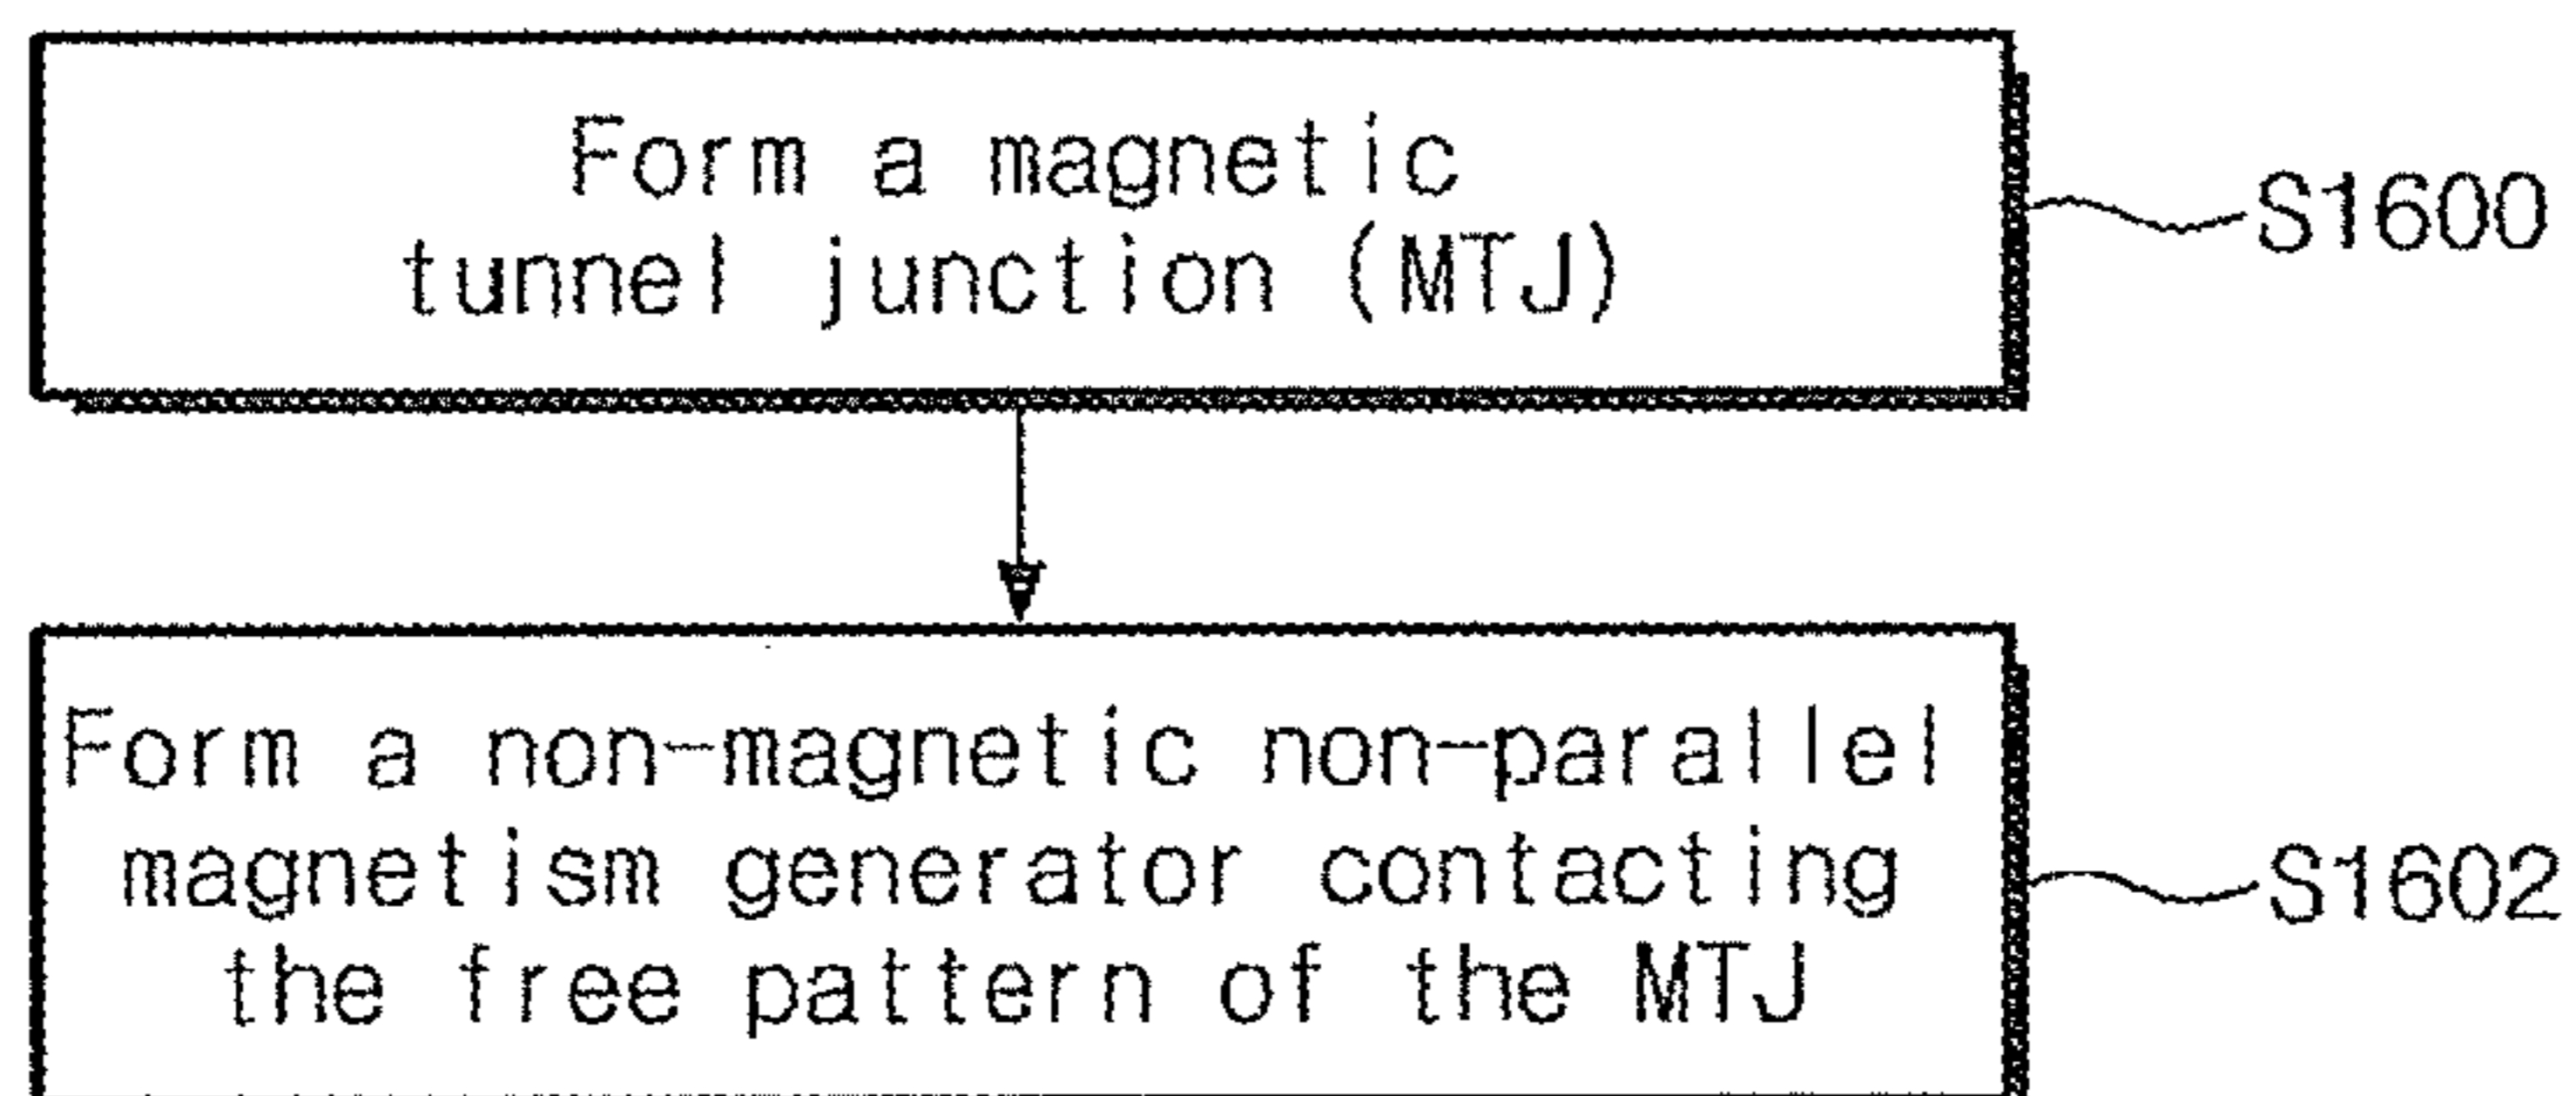 Form a magnetic
tunnel junction (MTJ)
S1600
Form a non-magnetic non-parallel
magnetism generator contacting
the free pattern of the MTJ
S1602